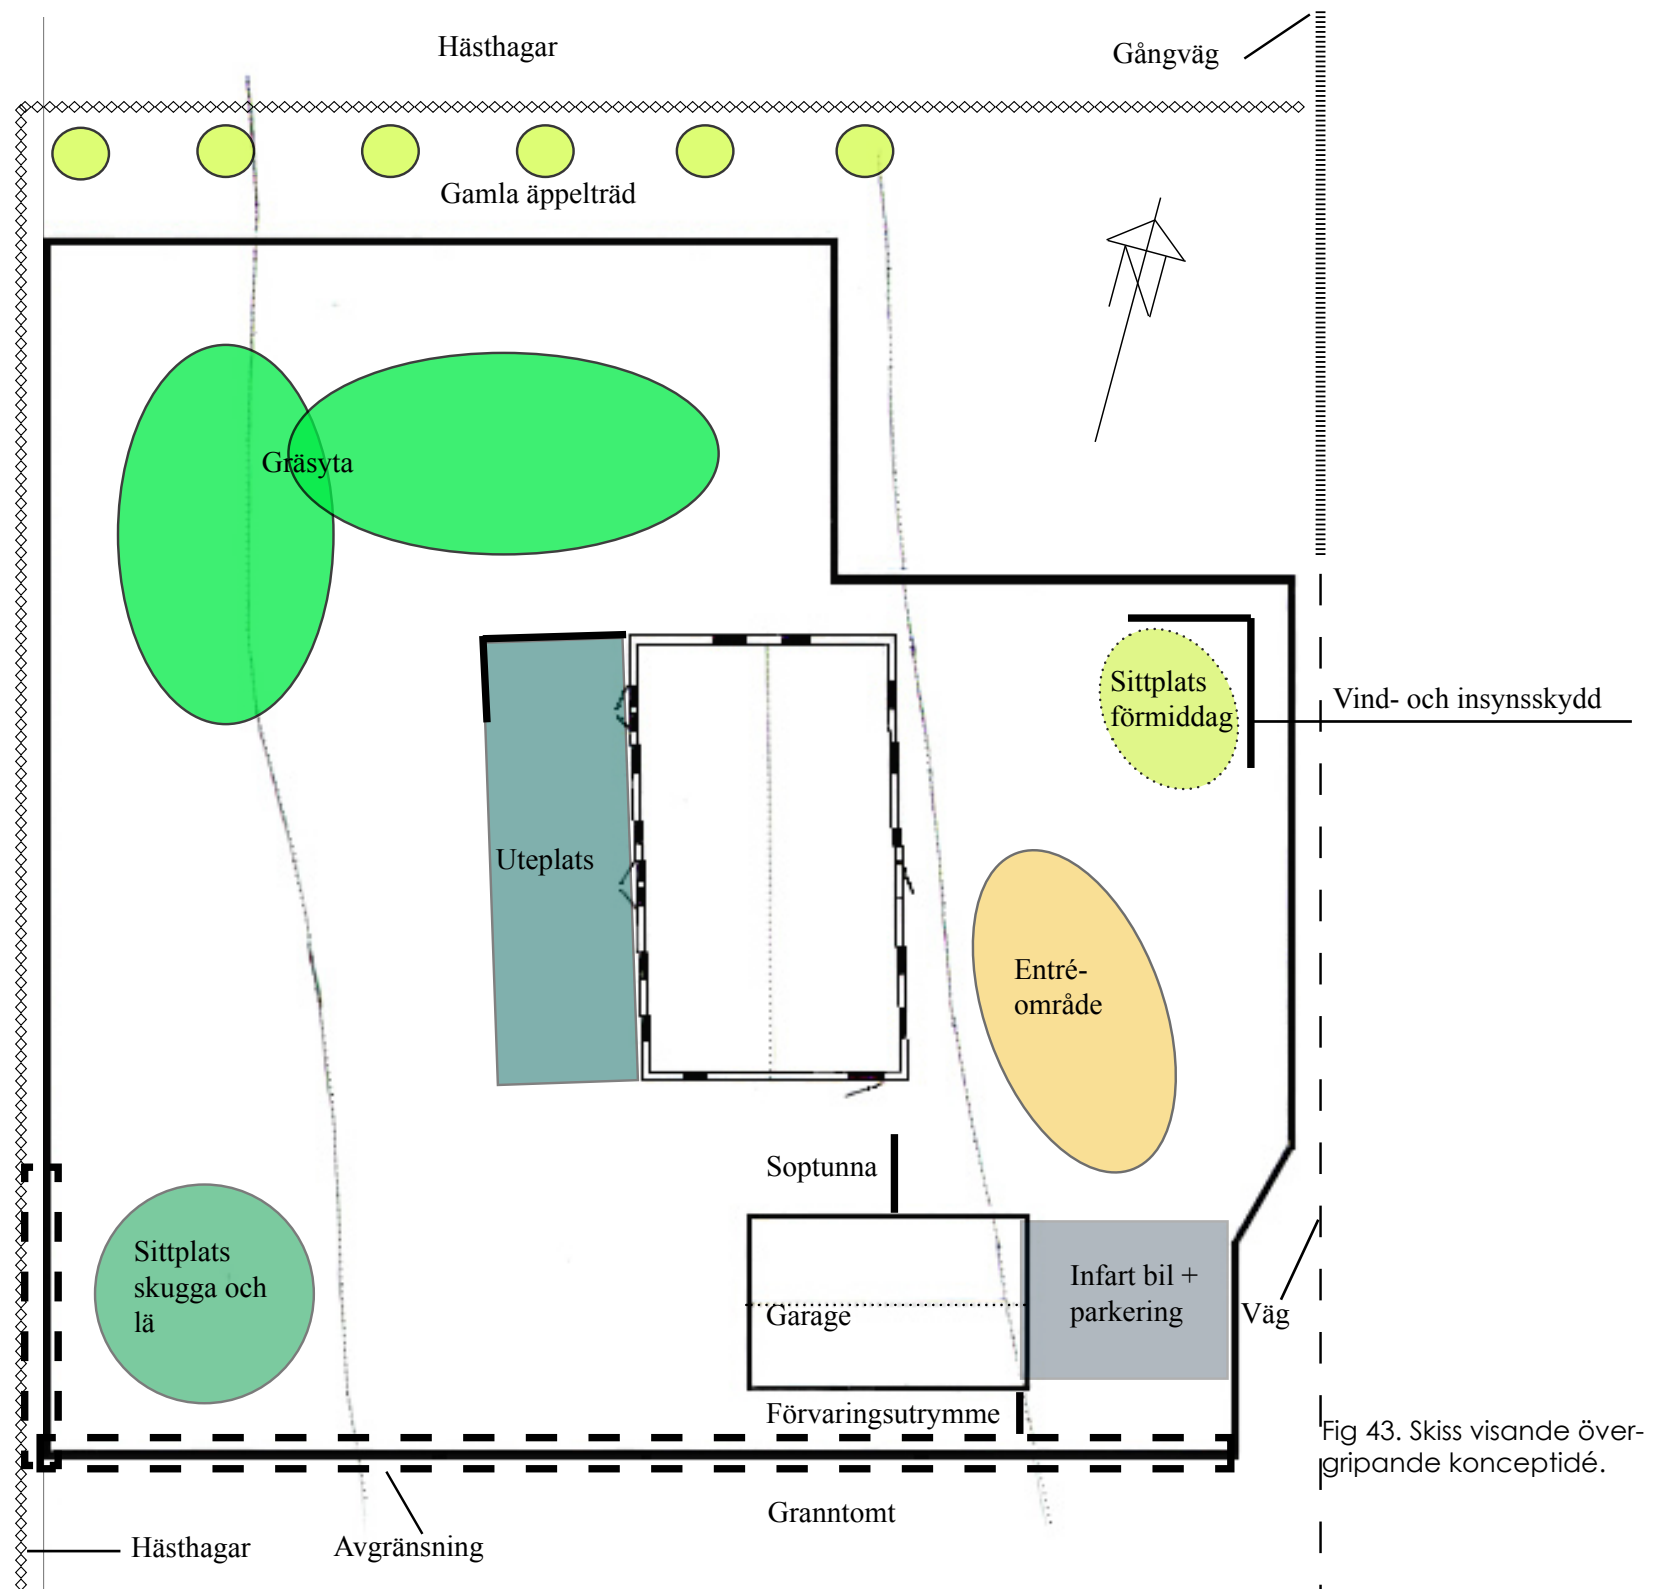 Hästhagar
Gångväg
Gamla äppelträd
Gräsyta
Sittplats
förmiddag
Vind- och insynsskydd
Uteplats
Entré-
område
Soptunna
Sittplats
skugga och
lä
Infart bil +
parkering
Garage
Väg
Förvaringsutrymme
Fig 43. Skiss visande över-
gripande konceptidé.
Granntomt
Hästhagar
Avgränsning